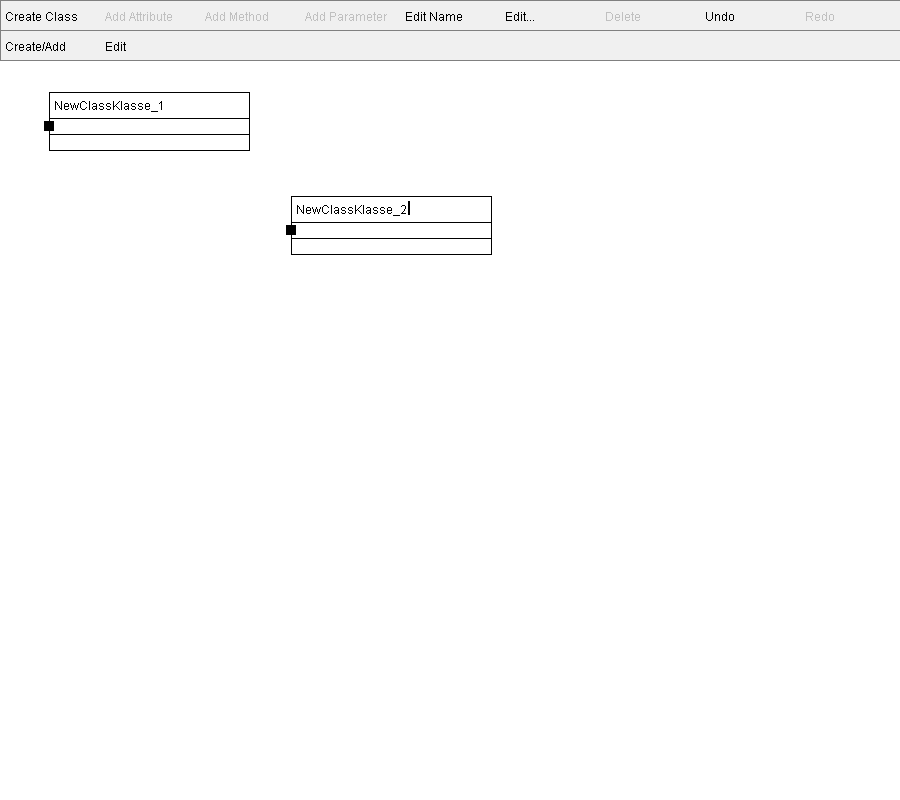 Create Class Add Attribute Add Method Add Parameter Edit Name Edit... Delete Undo Redo
Create/Add Edit
NewClassKlasse_1
NewClassKlasse_2